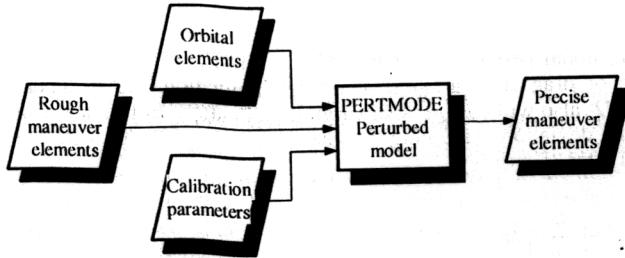 Orbital
elements
Rough
maneuver
elements
PERTMODE
Perturbed
model
Precise
maneuver
elements
Calibration
parameters